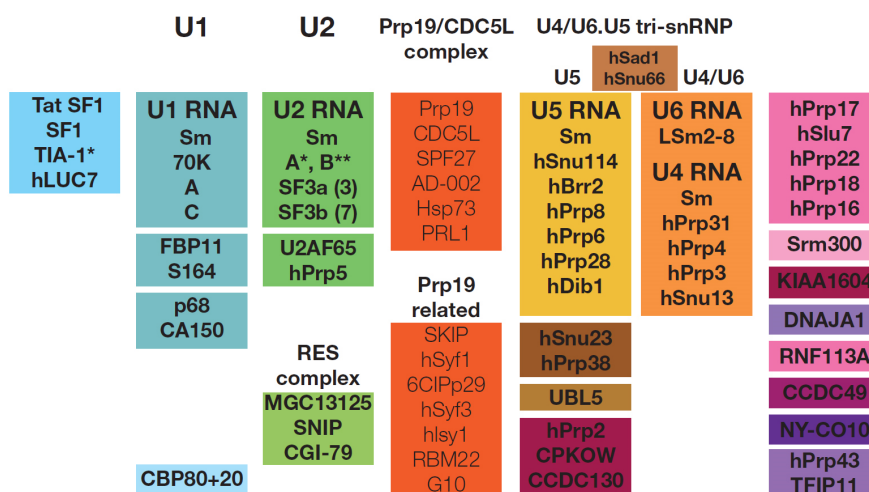 U1
U2
Prp19/CDC5L
complex
U4/U6.U5 tri-snRNP
hSad1
hSnu66
U5
U4/U6
Tat SF1
SF1
TIA-1*
hLUC7
U1 RNA
Sm
70K
A
C
FBP11
S164
p68
CA150
CBP80+20
U2 RNA
Sm
A*, B**
SF3a (3)
SF3b (7)
U2AF65
hPrp5
RES
complex
MGC13125
SNIP
CGI-79
Prp19
CDC5L
SPF27
AD-002
Hsp73
PRL1
Prp19
related
SKIP
hSyf1
6CIPp29
hSyf3
hIsy1
RBM22
G10
U5 RNA
Sm
hSnu114
hBrr2
hPrp8
hPrp6
hPrp28
hDib1
hSnu23
hPrp38
UBL5
hPrp2
CPKOW
CCDC130
U6 RNA
LSm2-8
U4 RNA
Sm
hPrp31
hPrp4
hPrp3
hSnu13
hPrp17
hSlu7
hPrp22
hPrp18
hPrp16
Srm300
KIAA1604
DNAJA1
RNF113A
CCDC49
NY-CO10
hPrp43
TFIP11